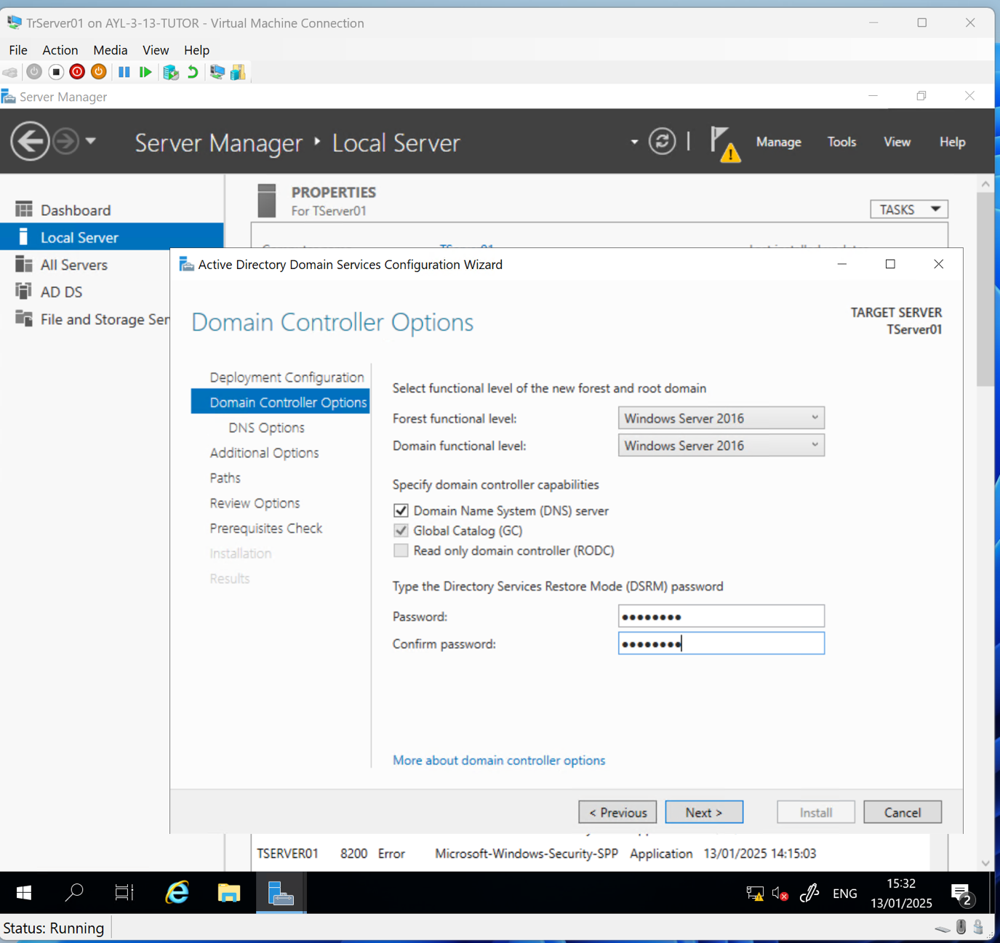 TrServer01 on AYL-3-13-TUTOR - Virtual Machine Connection
File Action Media View Help
Server Manager
Server Manager ‣ Local Server
Manage Tools View Help
Dashboard
Local Server
All Servers
AD DS
File and Storage Ser
PROPERTIES
For TServer01
TASKS
Active Directory Domain Services Configuration Wizard
Domain Controller Options
TARGET SERVER
TServer01
Deployment Configuration
Domain Controller Options
DNS Options
Additional Options
Paths
Review Options
Prerequisites Check
Installation
Results
Select functional level of the new forest and root domain
Forest functional level: Windows Server 2016
Domain functional level: Windows Server 2016
Specify domain controller capabilities
Domain Name System (DNS) server
Global Catalog (GC)
Read only domain controller (RODC)
Type the Directory Services Restore Mode (DSRM) password
Password: ●●●●●●●●
Confirm password: ●●●●●●●●
More about domain controller options
< Previous Next > Install Cancel
TSERVER01 8200 Error Microsoft-Windows-Security-SPP Application 13/01/2025 14:15:03
ENG
15:32
13/01/2025
2
Status: Running